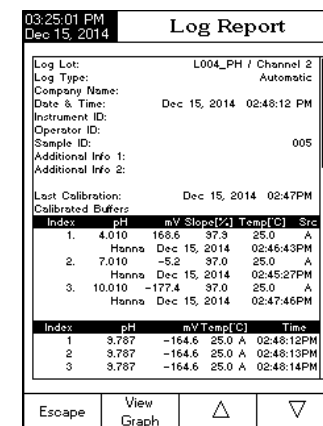 03:25:01 PM
Dec 15, 2014
Log Report
Log Lot: L004_PH / Channel 2
Log Type: Automatic
Company Name:
Date & Time: Dec 15, 2014 02:48:12 PM
Instrument ID:
Operator ID:
Sample ID: 005
Additional Info 1:
Additional Info 2:
Last Calibration: Dec 15, 2014 02:47PM
Calibrated Buffers
Index pH mV Slope[%] Temp[°C] Src
1. 4.010 168.6 97.9 25.0 A
Hanna Dec 15, 2014 02:46:43PM
2. 7.010 -5.2 97.0 25.0 A
Hanna Dec 15, 2014 02:45:27PM
3. 10.010 -177.4 97.0 25.0 A
Hanna Dec 15, 2014 02:47:46PM
Index pH mV Temp[°C] Time
1 9.787 -164.6 25.0 A 02:48:12PM
2 9.787 -164.6 25.0 A 02:48:13PM
3 9.787 -164.6 25.0 A 02:48:14PM
Escape
View
Graph